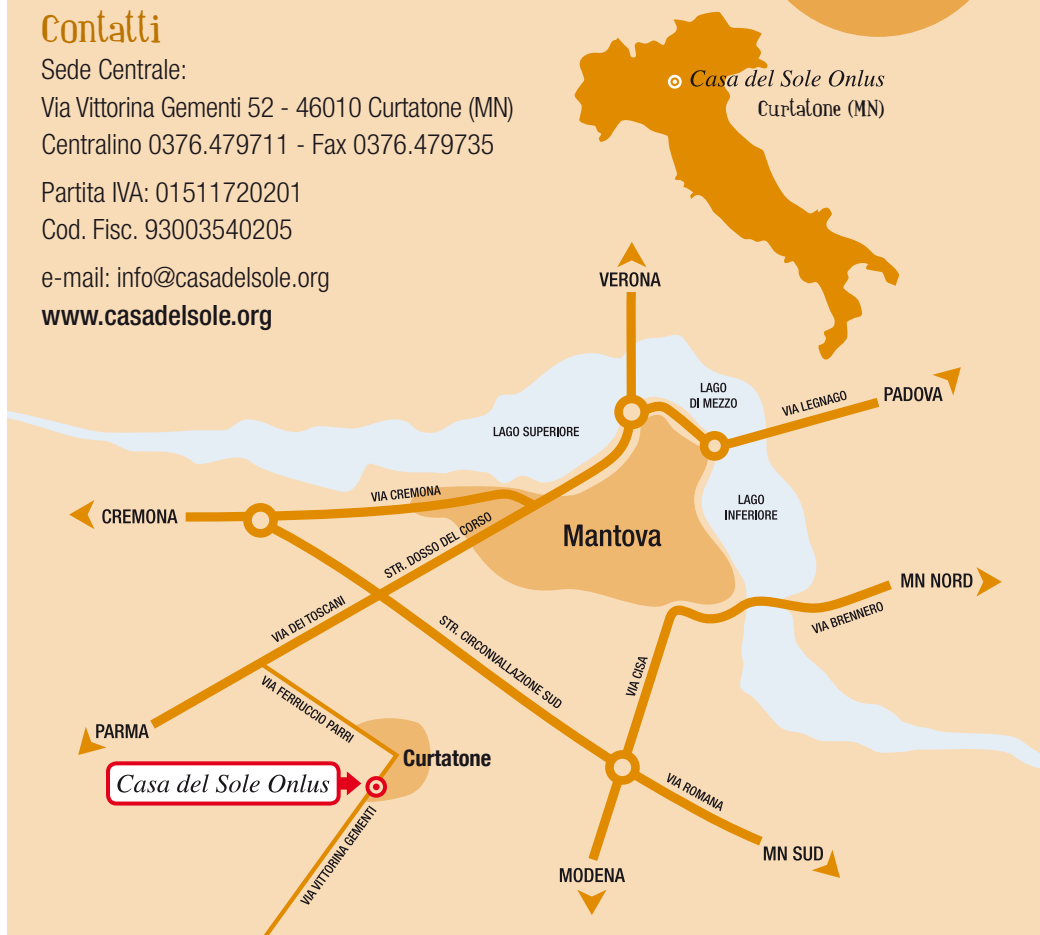 Contatti
Sede Centrale:
Via Vittorina Gementi 52 - 46010 Curtatone (MN)
Centralino 0376.479711 - Fax 0376.479735
Partita IVA: 01511720201
Cod. Fisc. 93003540205
e-mail: info@casadelsole.org
www.casadelsole.org
Casa del Sole Onlus
Curtatone (MN)
VERONA
LAGO
DI MEZZO
VIA LEGNAGO
PADOVA
LAGO SUPERIORE
VIA CREMONA
CREMONA
LAGO
INFERIORE
Mantova
STR. DOSSO DEL CORSO
MN NORD
VIA BRENNERO
VIA DEI TOSCANI
STR. CIRCONVALLAZIONE SUD
VIA CISA
VIA FERRUCCIO PARRI
PARMA
Curtatone
Casa del Sole Onlus
VIA ROMANA
VIA VITTORINA GEMENTI
MN SUD
MODENA